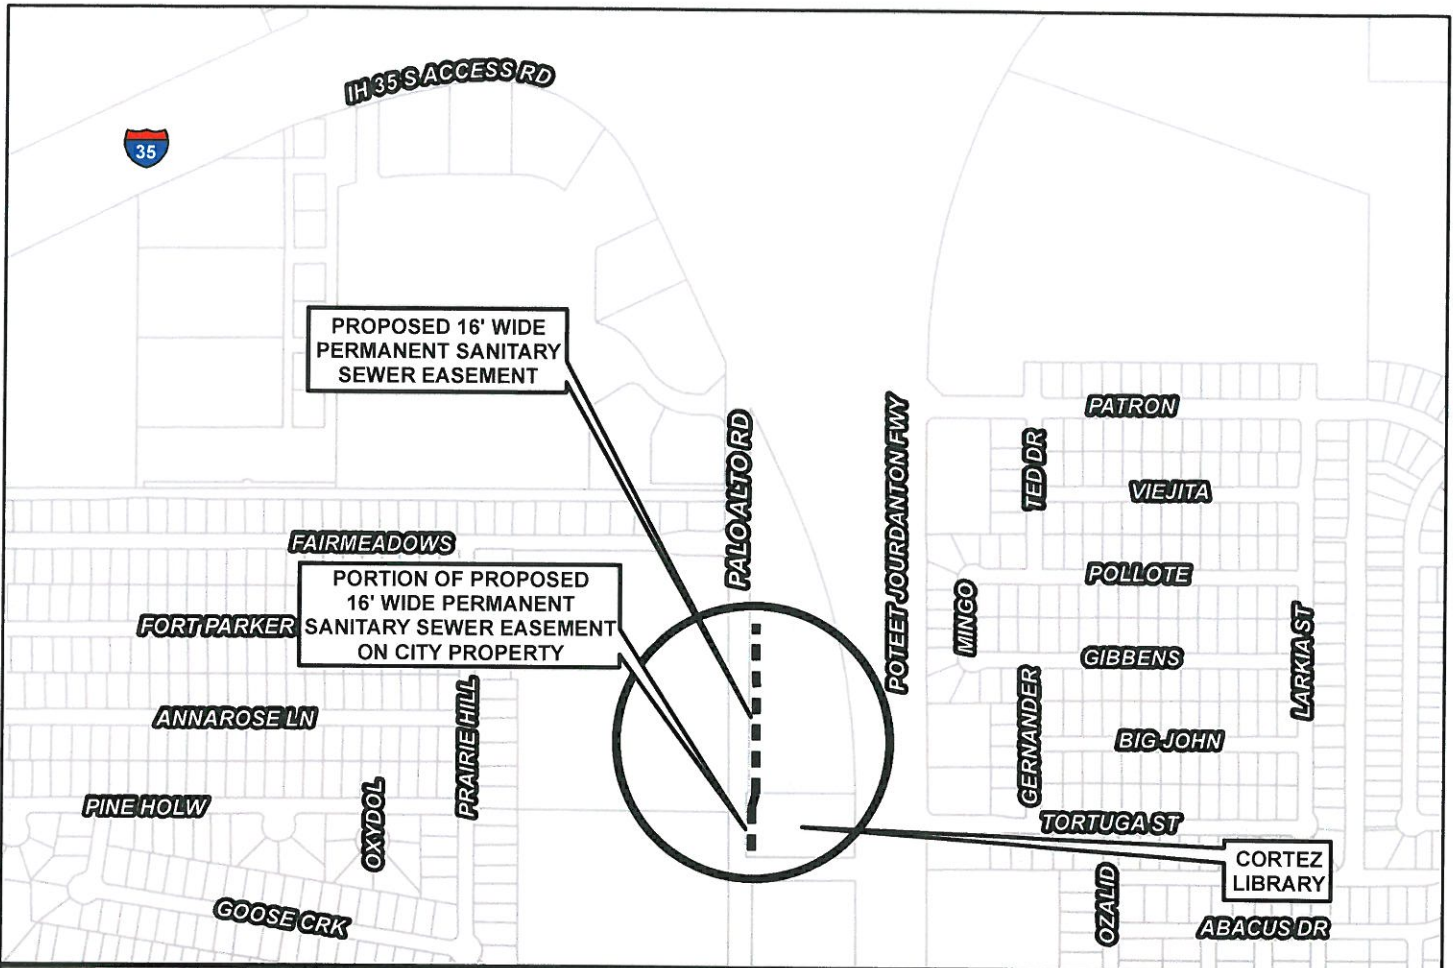 IH 35 S ACCESS RD
35
PROPOSED 16' WIDE
PERMANENT SANITARY
SEWER EASEMENT
PALO ALTO RD
POTEET JOURDANTON FWY
PATRON
TED DR
VIEJITA
FAIRMEADOWS
PORTION OF PROPOSED
16' WIDE PERMANENT
SANITARY SEWER EASEMENT
ON CITY PROPERTY
POLLOTE
FORT PARKER
MINGO
GIBBENS
LARKIA ST
ANNAROSE LN
PRAIRIE HILL
GERNANDER
BIG JOHN
PINE HOLW
OXYDOL
TORTUGA ST
CORTEZ
LIBRARY
GOOSE CRK
OZALID
ABACUS DR